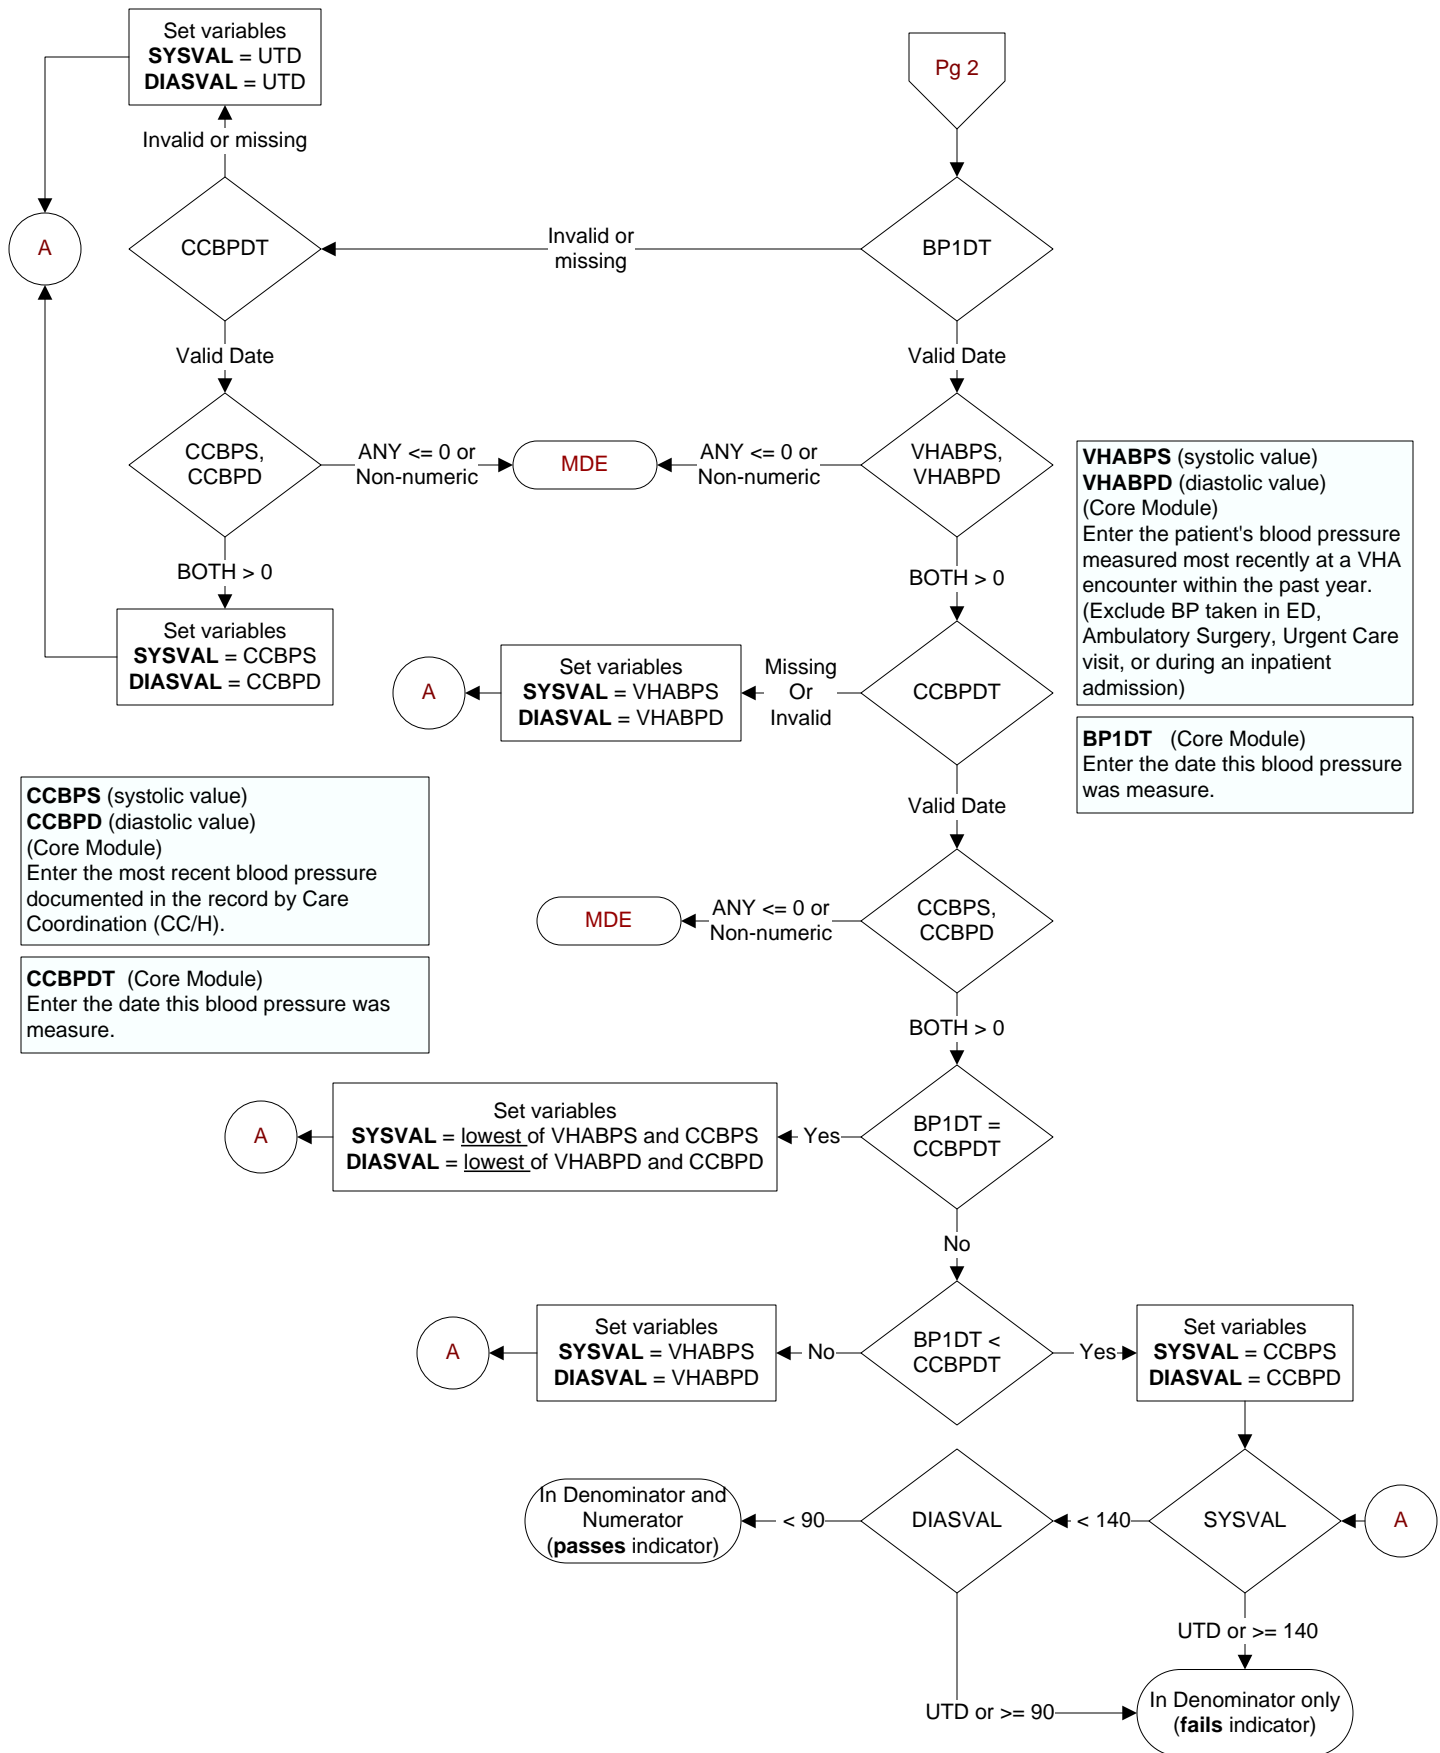 Set variables
SYSVAL = UTD
DIASVAL = UTD
Pg 2
Invalid or missing
A
CCBPDT
Invalid or
missing
BP1DT
Valid Date
Valid Date
CCBPS,
CCBPD
ANY <= 0 or
Non-numeric
MDE
ANY <= 0 or
Non-numeric
VHABPS,
VHABPD
VHABPS (systolic value)
VHABPD (diastolic value)
(Core Module)
Enter the patient's blood pressure
measured most recently at a VHA
encounter within the past year.
(Exclude BP taken in ED,
Ambulatory Surgery, Urgent Care
visit, or during an inpatient
admission)
BOTH > 0
BOTH > 0
Set variables
SYSVAL = CCBPS
DIASVAL = CCBPD
A
Set variables
SYSVAL = VHABPS
DIASVAL = VHABPD
Missing
Or
Invalid
CCBPDT
BP1DT (Core Module)
Enter the date this blood pressure
was measure.
CCBPS (systolic value)
CCBPD (diastolic value)
(Core Module)
Enter the most recent blood pressure
documented in the record by Care
Coordination (CC/H).
Valid Date
MDE
ANY <= 0 or
Non-numeric
CCBPS,
CCBPD
CCBPDT (Core Module)
Enter the date this blood pressure was
measure.
BOTH > 0
A
Set variables
SYSVAL = lowest of VHABPS and CCBPS
DIASVAL = lowest of VHABPD and CCBPD
Yes
BP1DT =
CCBPDT
No
A
Set variables
SYSVAL = VHABPS
DIASVAL = VHABPD
No
BP1DT <
CCBPDT
Yes
Set variables
SYSVAL = CCBPS
DIASVAL = CCBPD
In Denominator and
Numerator
(passes indicator)
< 90
DIASVAL
< 140
SYSVAL
A
UTD or >= 140
UTD or >= 90
In Denominator only
(fails indicator)